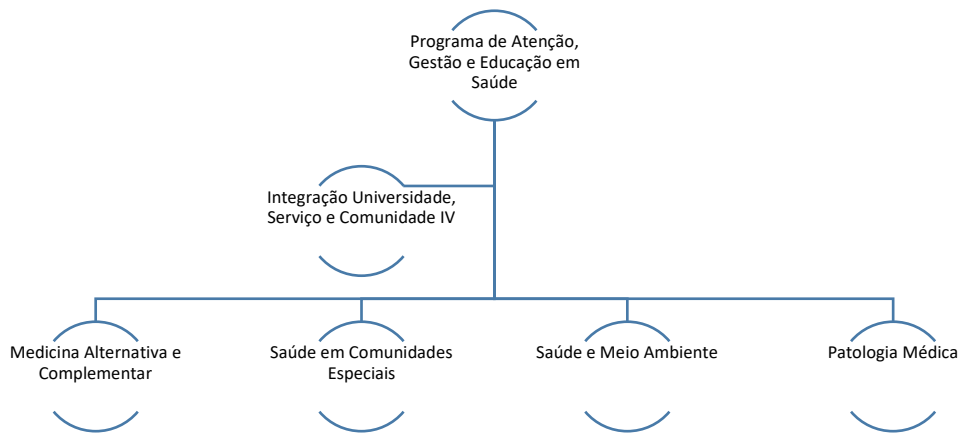 Programa de Atenção,
Gestão e Educação em
Saúde
Integração Universidade,
Serviço e Comunidade IV
Medicina Alternativa e
Complementar
Saúde em Comunidades
Especiais
Saúde e Meio Ambiente
Patologia Médica